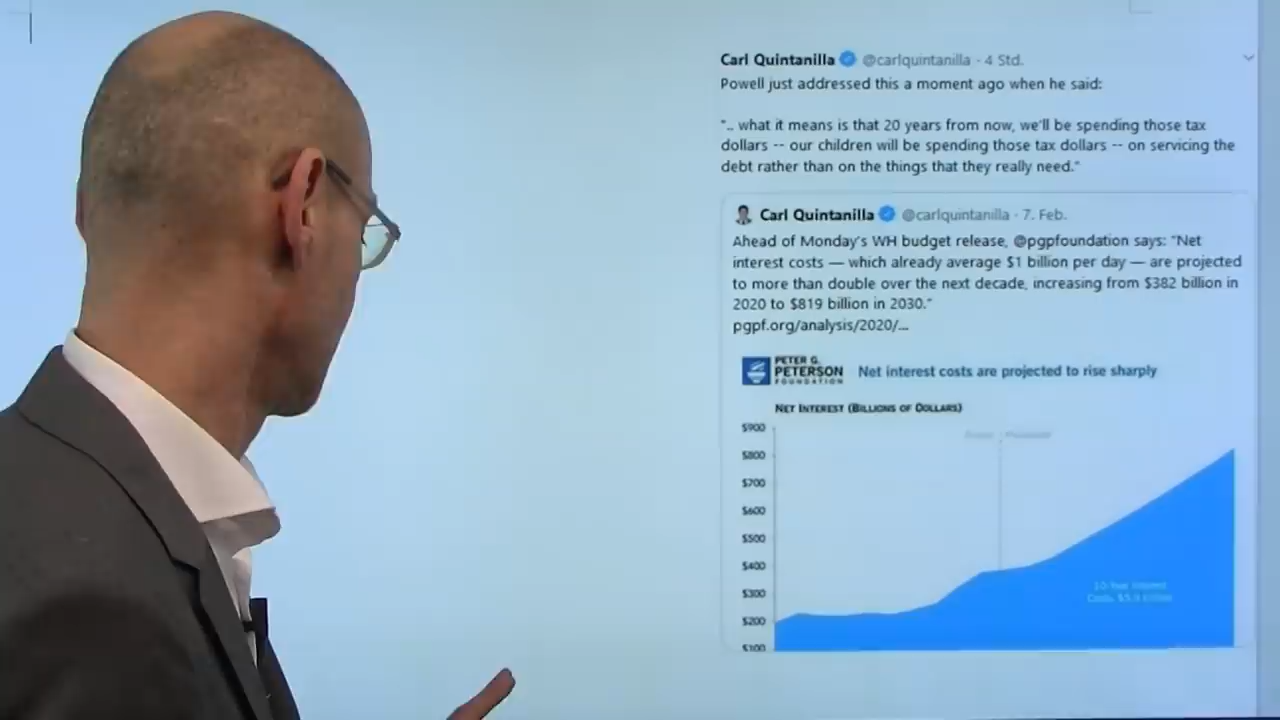 Carl Quintanilla @carlquintanilla · 4 Std.
Powell just addressed this a moment ago when he said:
".. what it means is that 20 years from now, we'll be spending those tax
dollars -- our children will be spending those tax dollars -- on servicing the
debt rather than on the things that they really need."
Carl Quintanilla @carlquintanilla · 7. Feb.
Ahead of Monday's WH budget release, @pgpfoundation says: "Net
interest costs — which already average $1 billion per day — are projected
to more than double over the next decade, increasing from $382 billion in
2020 to $819 billion in 2030."
pgpf.org/analysis/2020/...
PETER G.
PETERSON
FOUNDATION
Net interest costs are projected to rise sharply
NET INTEREST (BILLIONS OF DOLLARS)
$900
$800
$700
$600
$500
$400
$300
$200
$100